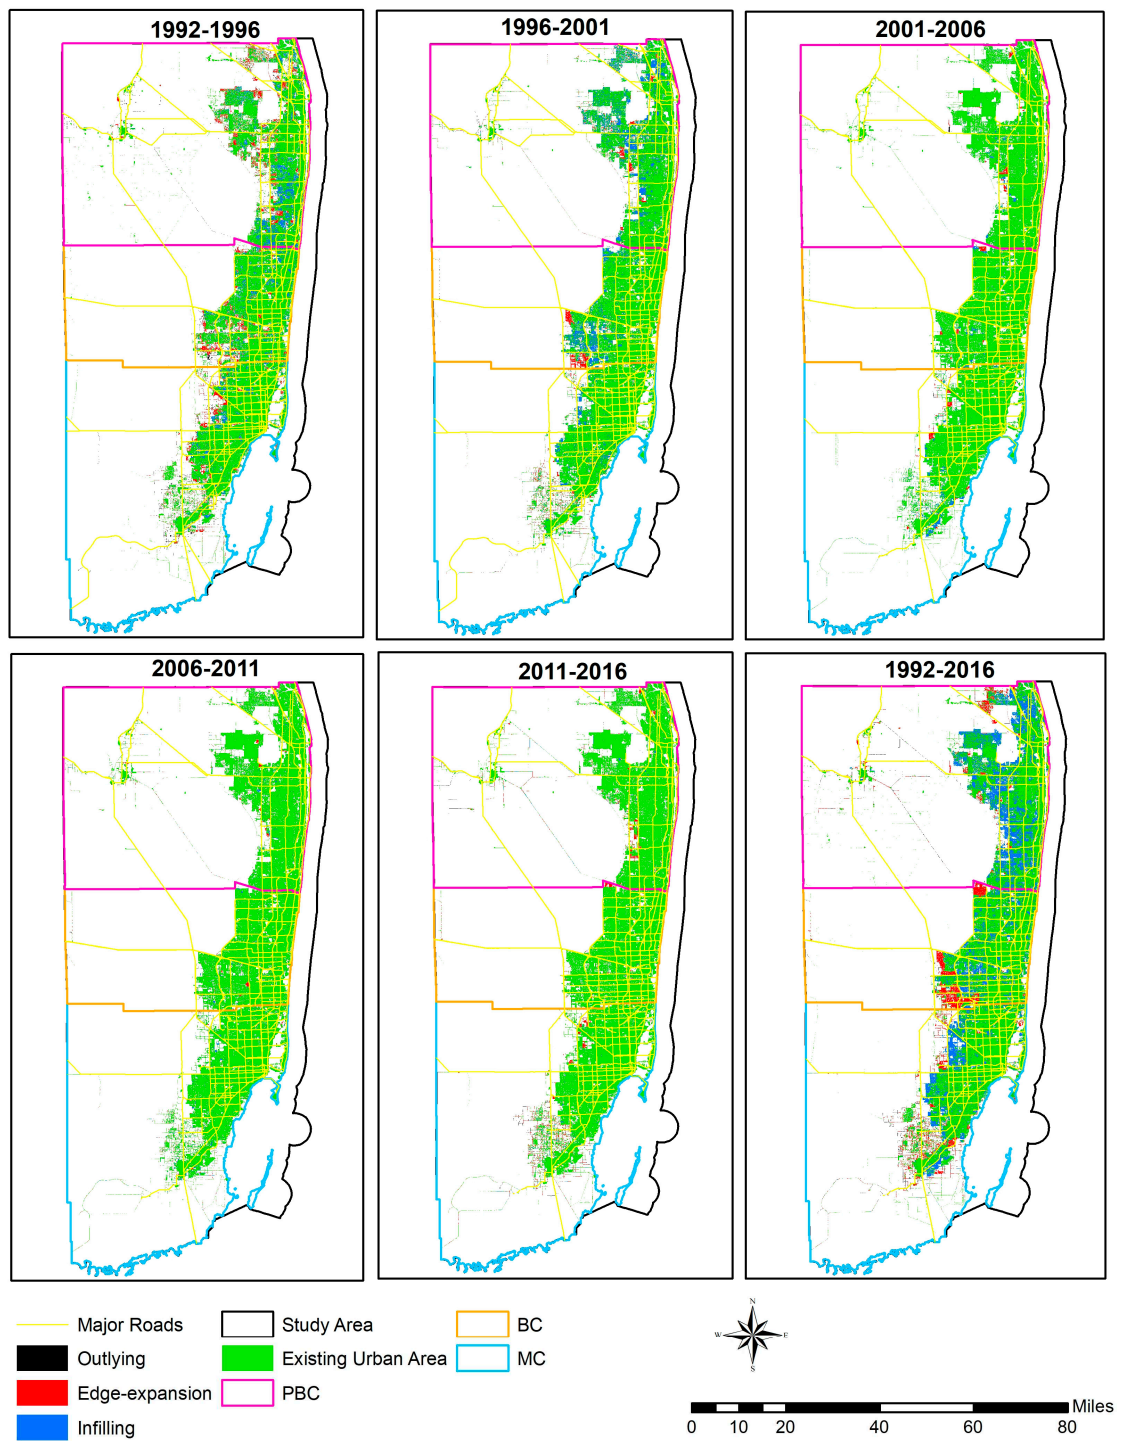 1992-1996
1996-2001
2001-2006
2006-2011
2011-2016
1992-2016
Major Roads
Study Area
BC
Outlying
Existing Urban Area
MC
Edge-expansion
PBC
Infilling
N
W
E
S
Miles
0 10 20 40 60 80